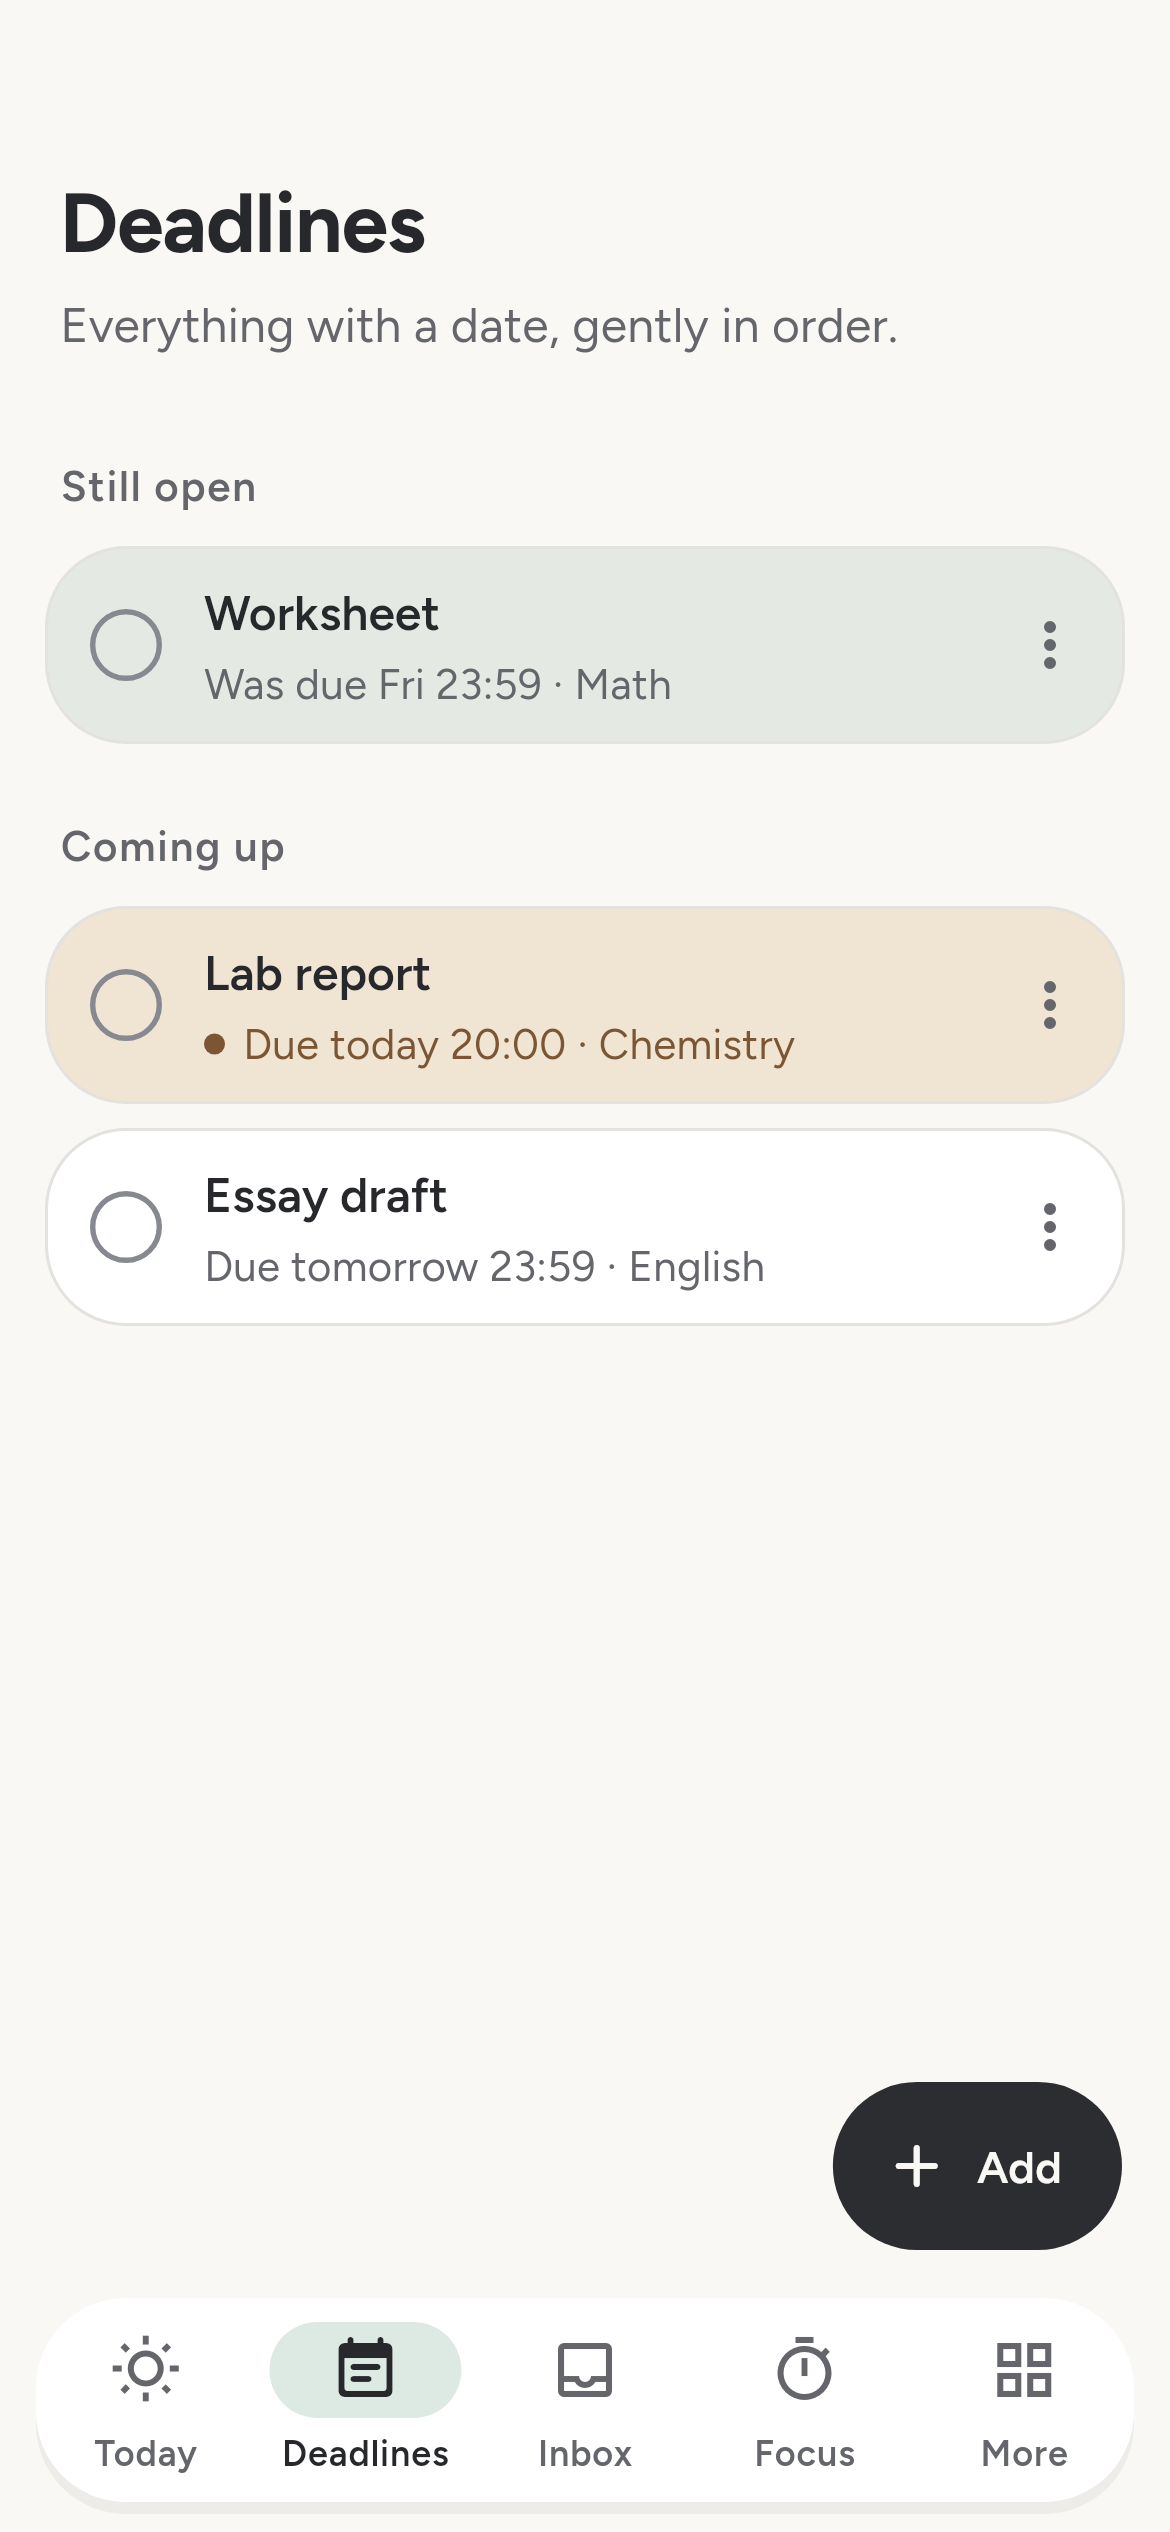 Deadlines
Everything with a date, gently in order.
Still open
Worksheet
Was due Fri 23:59 · Math
Coming up
Lab report
Due today 20:00 · Chemistry
Essay draft
Due tomorrow 23:59 · English
Add
Today
Deadlines
Inbox
Focus
More